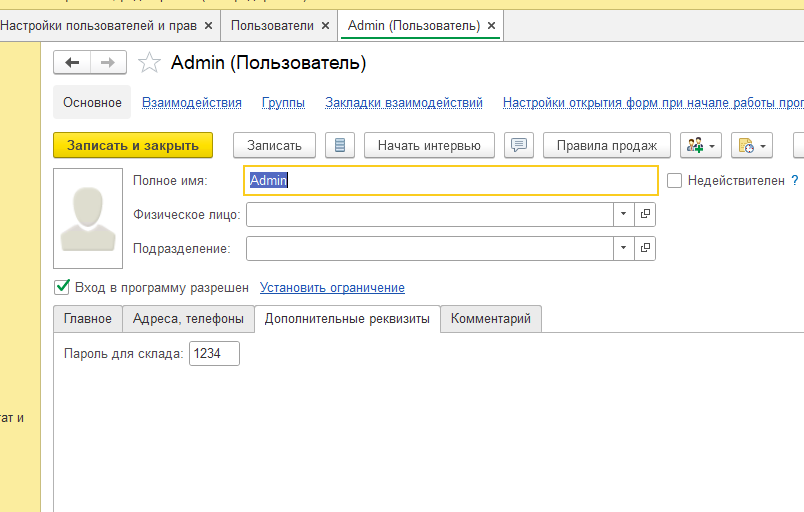 Настройки пользователей и прав × Пользователи × Admin (Пользователь) ×
Admin (Пользователь)
Основное Взаимодействия Группы Закладки взаимодействий Настройки открытия форм при начале работы
Записать и закрыть Записать Начать интервью Правила продаж
Полное имя: Admin Недействителен ?
Физическое лицо:
Подразделение:
Вход в программу разрешен Установить ограничение
Главное Адреса, телефоны Дополнительные реквизиты Комментарий
Пароль для склада: 1234
и